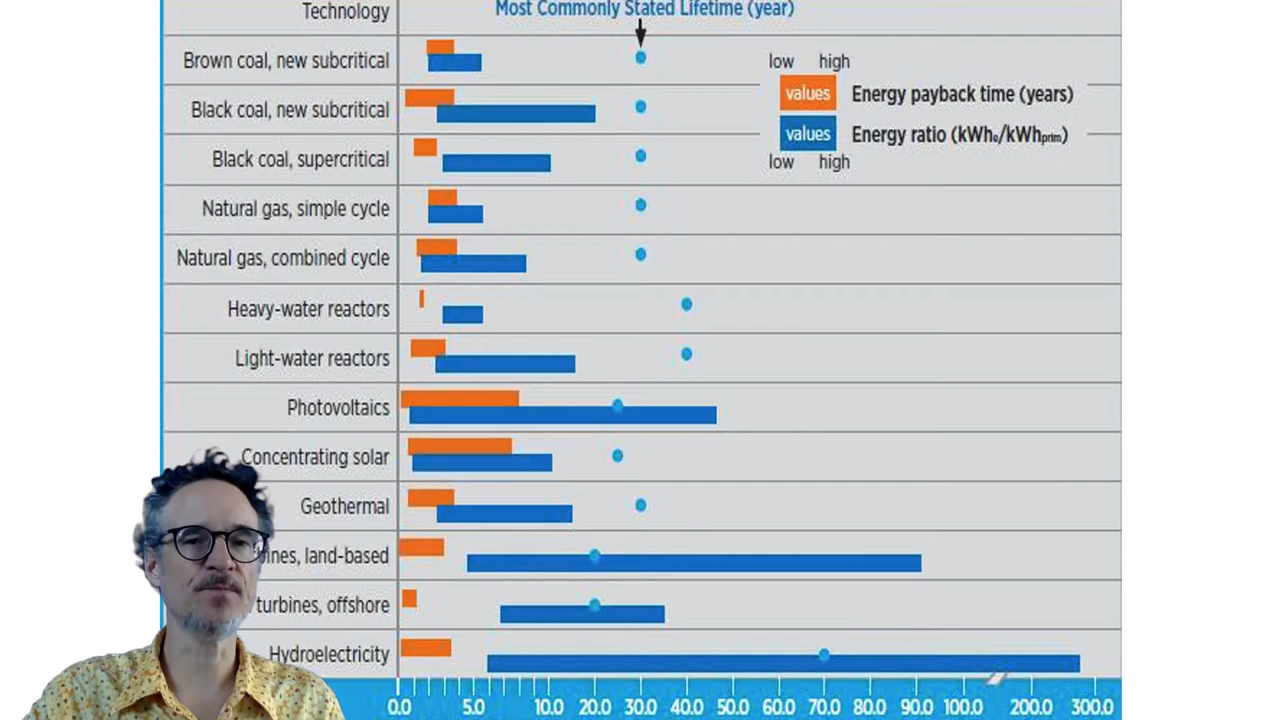 Most Commonly Stated Lifetime (year)
Technology
Brown coal, new subcritical
low high
values Energy payback time (years)
Black coal, new subcritical
values Energy ratio (kWhe/kWhprim)
low high
Black coal, supercritical
Natural gas, simple cycle
Natural gas, combined cycle
Heavy-water reactors
Light-water reactors
Photovoltaics
Concentrating solar
Geothermal
land-based
turbines, offshore
Hydroelectricity
0.0 5.0 10.0 20.0 30.0 40.0 50.0 60.0 70.0 80.0 90.0 100.0 200.0 300.0